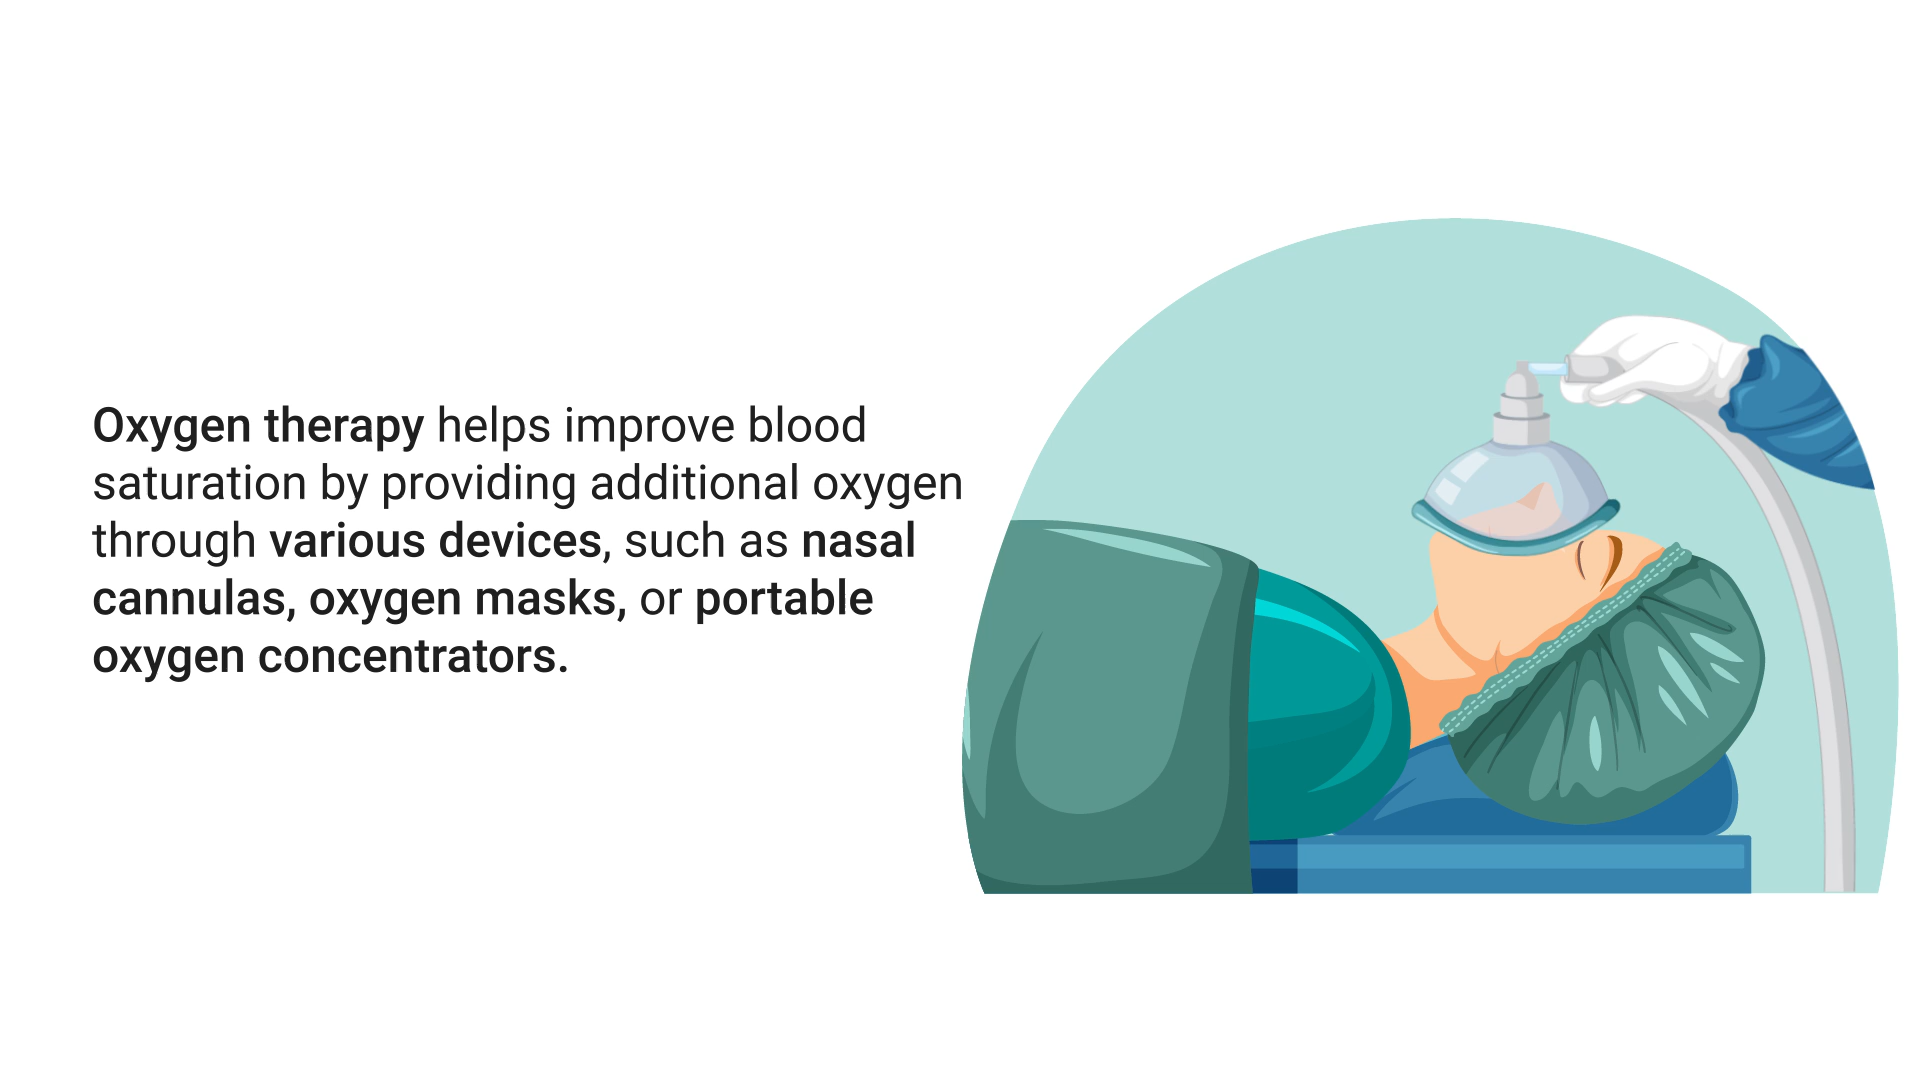 Oxygen therapy helps improve blood
saturation by providing additional oxygen
through various devices, such as nasal
cannulas, oxygen masks, or portable
oxygen concentrators.